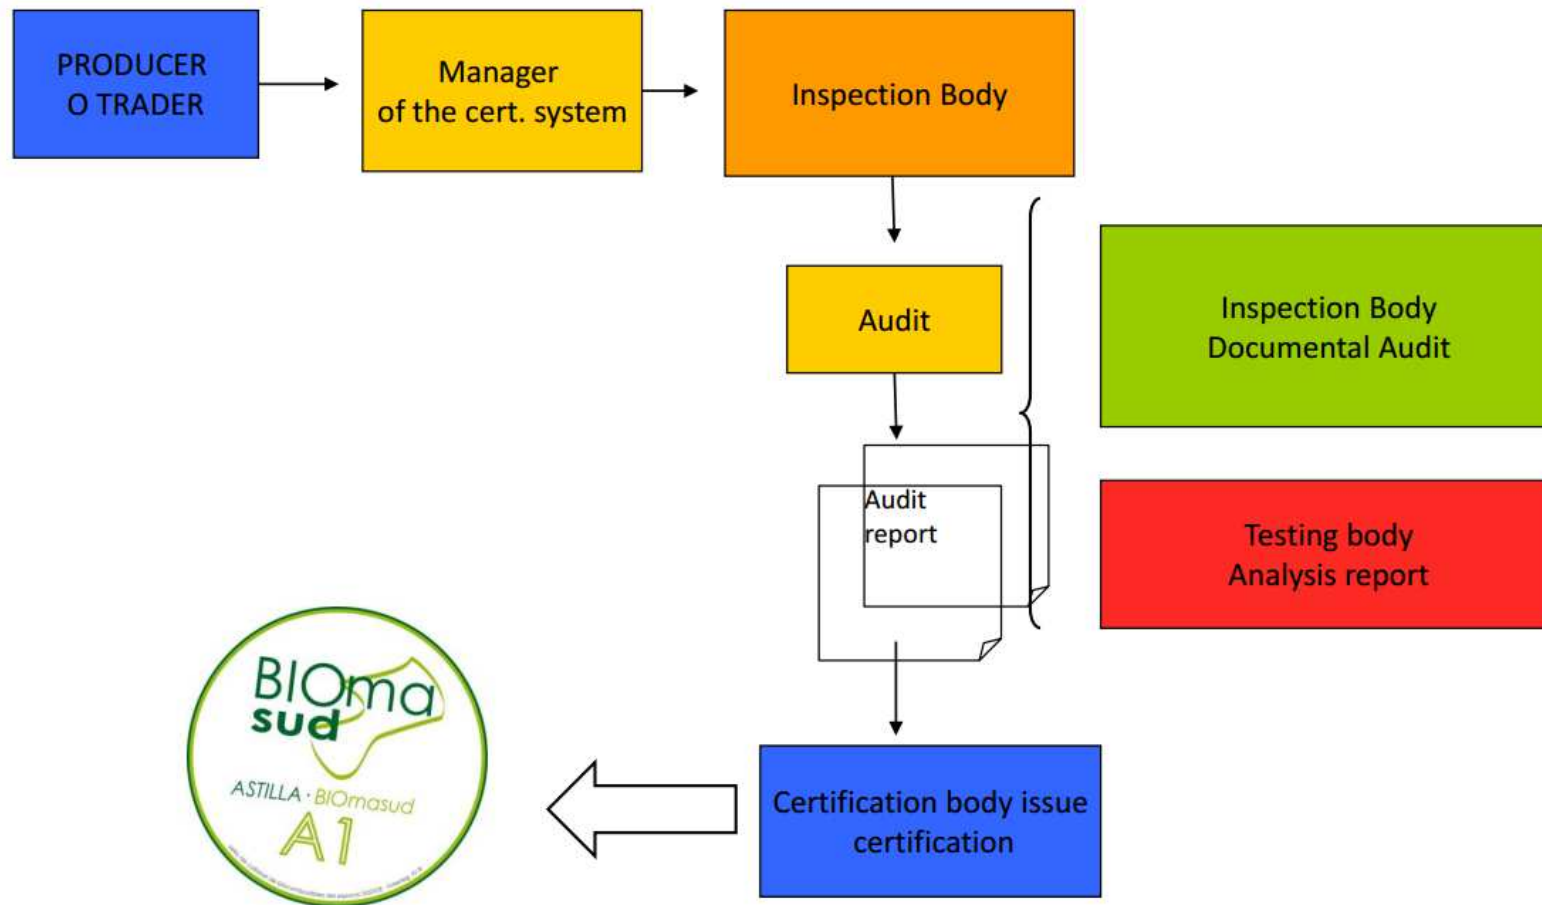 PRODUCER
O TRADER
Manager
of the cert. system
Inspection Body
Audit
Inspection Body
Documental Audit
Audit
report
Testing body
Analysis report
BIOma
sud
ASTILLA · BIOmasud
A1
Certification body issue
certification